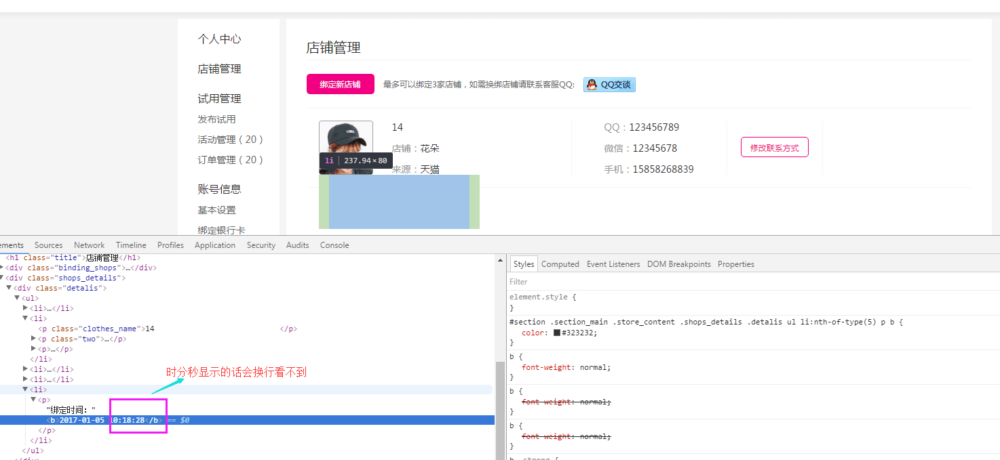 个人中心
店铺管理
试用管理
发布试用
活动管理（20）
订单管理（20）
账号信息
基本设置
绑定银行卡
店铺管理
绑定新店铺
最多可以绑定3家店铺，如需换绑店铺请联系客服QQ:
QQ交谈
14
店铺：花朵
来源：天猫
li 237.94×80
QQ：123456789
微信：12345678
手机：15858268839
修改联系方式
ements Sources Network Timeline Profiles Application Security Audits Console
<h1 class="title">店铺管理</h1>
<div class="binding_shops">…</div>
<div class="shops_details">
<div class="detalis">
<ul>
<li>…</li>
<li>
<p class="clothes_name">14 </p>
<p class="two">…</p>
<p>…</p>
</li>
<li>…</li>
<li>…</li>
时分秒显示的话会换行看不到
<li>
<p>
"绑定时间："
<b>2017-01-05 10:18:28</b> == $0
</p>
</li>
</ul>
</div>
Styles Computed Event Listeners DOM Breakpoints Properties
Filter
element.style {
}
#section .section_main .store_content .shops_details .detalis ul li:nth-of-type(5) p b {
color: #323232;
}
b {
font-weight: normal;
}
b {
font-weight: normal;
}
b {
font-weight: normal;
}
b, strong {